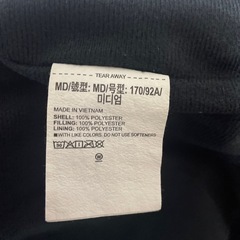 TEAR AWAY
MD/號型: MD/号型: 170/92A/
미디엄
MADE IN VIETNAM
SHELL: 100% POLYESTER
FILLING: 100% POLYESTER
LINING: 100% POLYESTER
■ WITH LIKE COLORS. DO NOT USE SOFTENERS